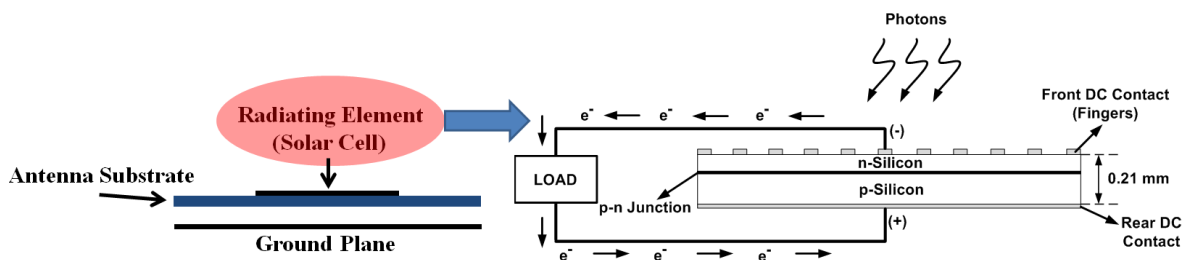 Photons
Radiating Element
(Solar Cell)
Antenna Substrate
Ground Plane
e- e- e-
(-)
Front DC Contact
(Fingers)
n-Silicon
LOAD
p-Silicon
0.21 mm
p-n Junction
(+)
Rear DC
Contact
e- e- e- e-